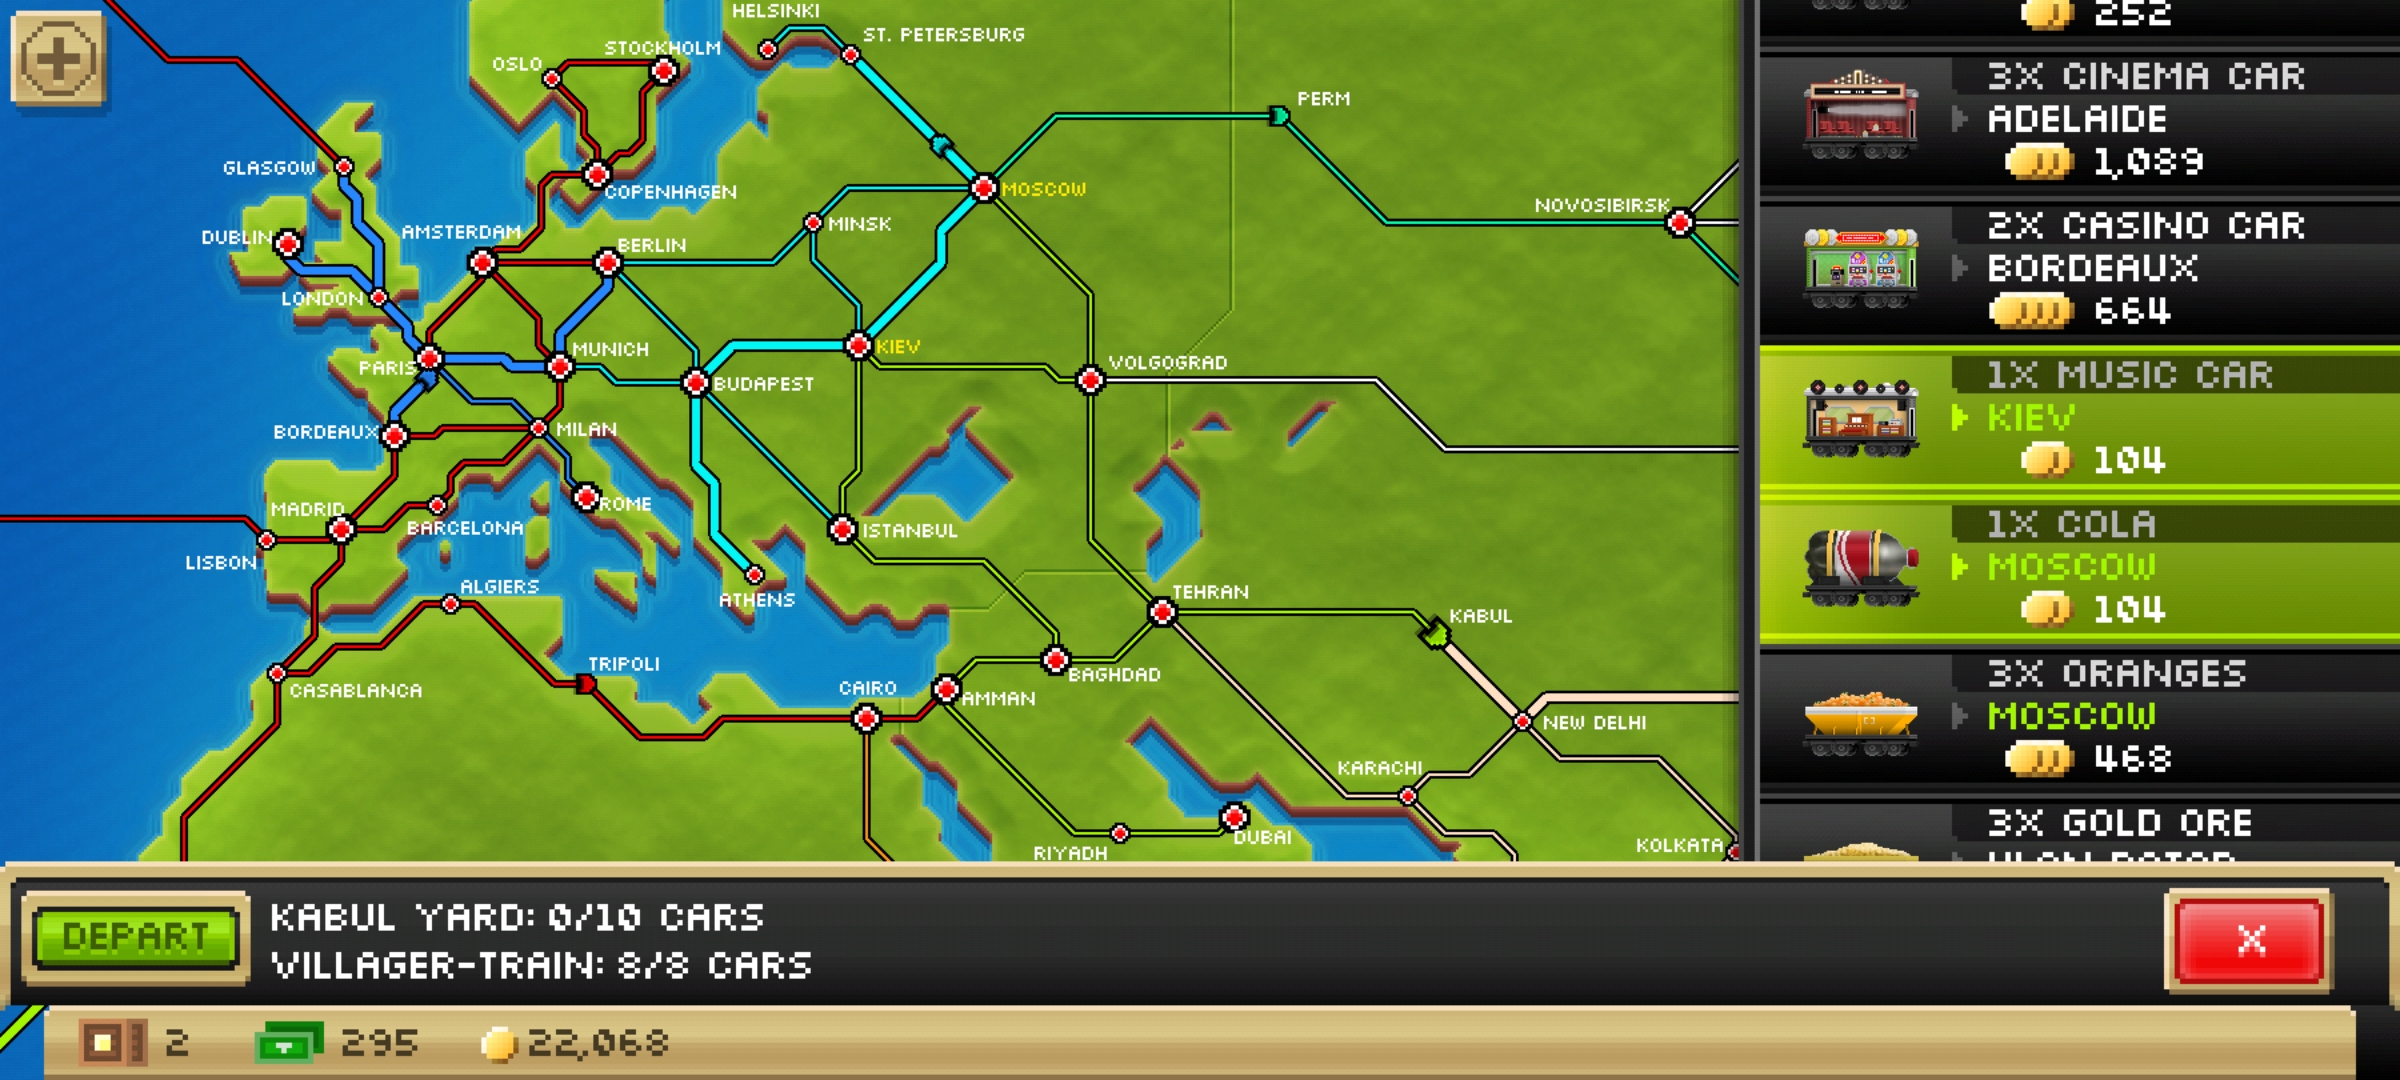 HELSINKI
ST. PETERSBURG
STOCKHOLM
OSLO
PERM
GLASGOW
COPENHAGEN
MOSCOW
NOVOSIBIRSK
DUBLIN
AMSTERDAM
BERLIN
MINSK
LONDON
PARIS
MUNICH
KIEV
VOLGOGRAD
BUDAPEST
BORDEAUX
MILAN
MADRID
BARCELONA
ROME
ISTANBUL
LISBON
ALGIERS
ATHENS
TEHRAN
KABUL
TRIPOLI
CASABLANCA
CAIRO
AMMAN
BAGHDAD
NEW DELHI
KARACHI
RIYADH
DUBAI
KOLKATA
252
3X CINEMA CAR
ADELAIDE
1,089
2X CASINO CAR
BORDEAUX
664
1X MUSIC CAR
KIEV
104
1X COLA
MOSCOW
104
3X ORANGES
MOSCOW
468
3X GOLD ORE
DEPART
KABUL YARD: 0/10 CARS
VILLAGER-TRAIN: 8/8 CARS
X
2
295
22,068